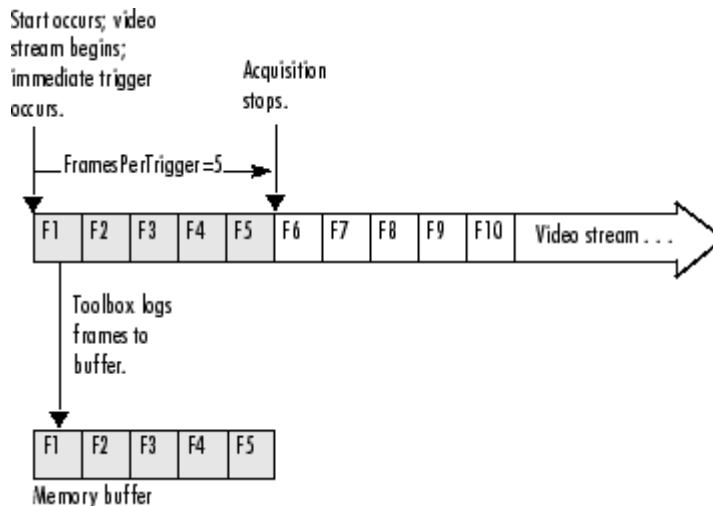 Start occurs; video
stream begins;
immediate trigger
occurs.
Acquisition
stops.
FramesPerTrigger=5
F1 F2 F3 F4 F5 F6 F7 F8 F9 F10 Video stream . . .
Toolbox logs
frames to
buffer.
F1 F2 F3 F4 F5
Memory buffer